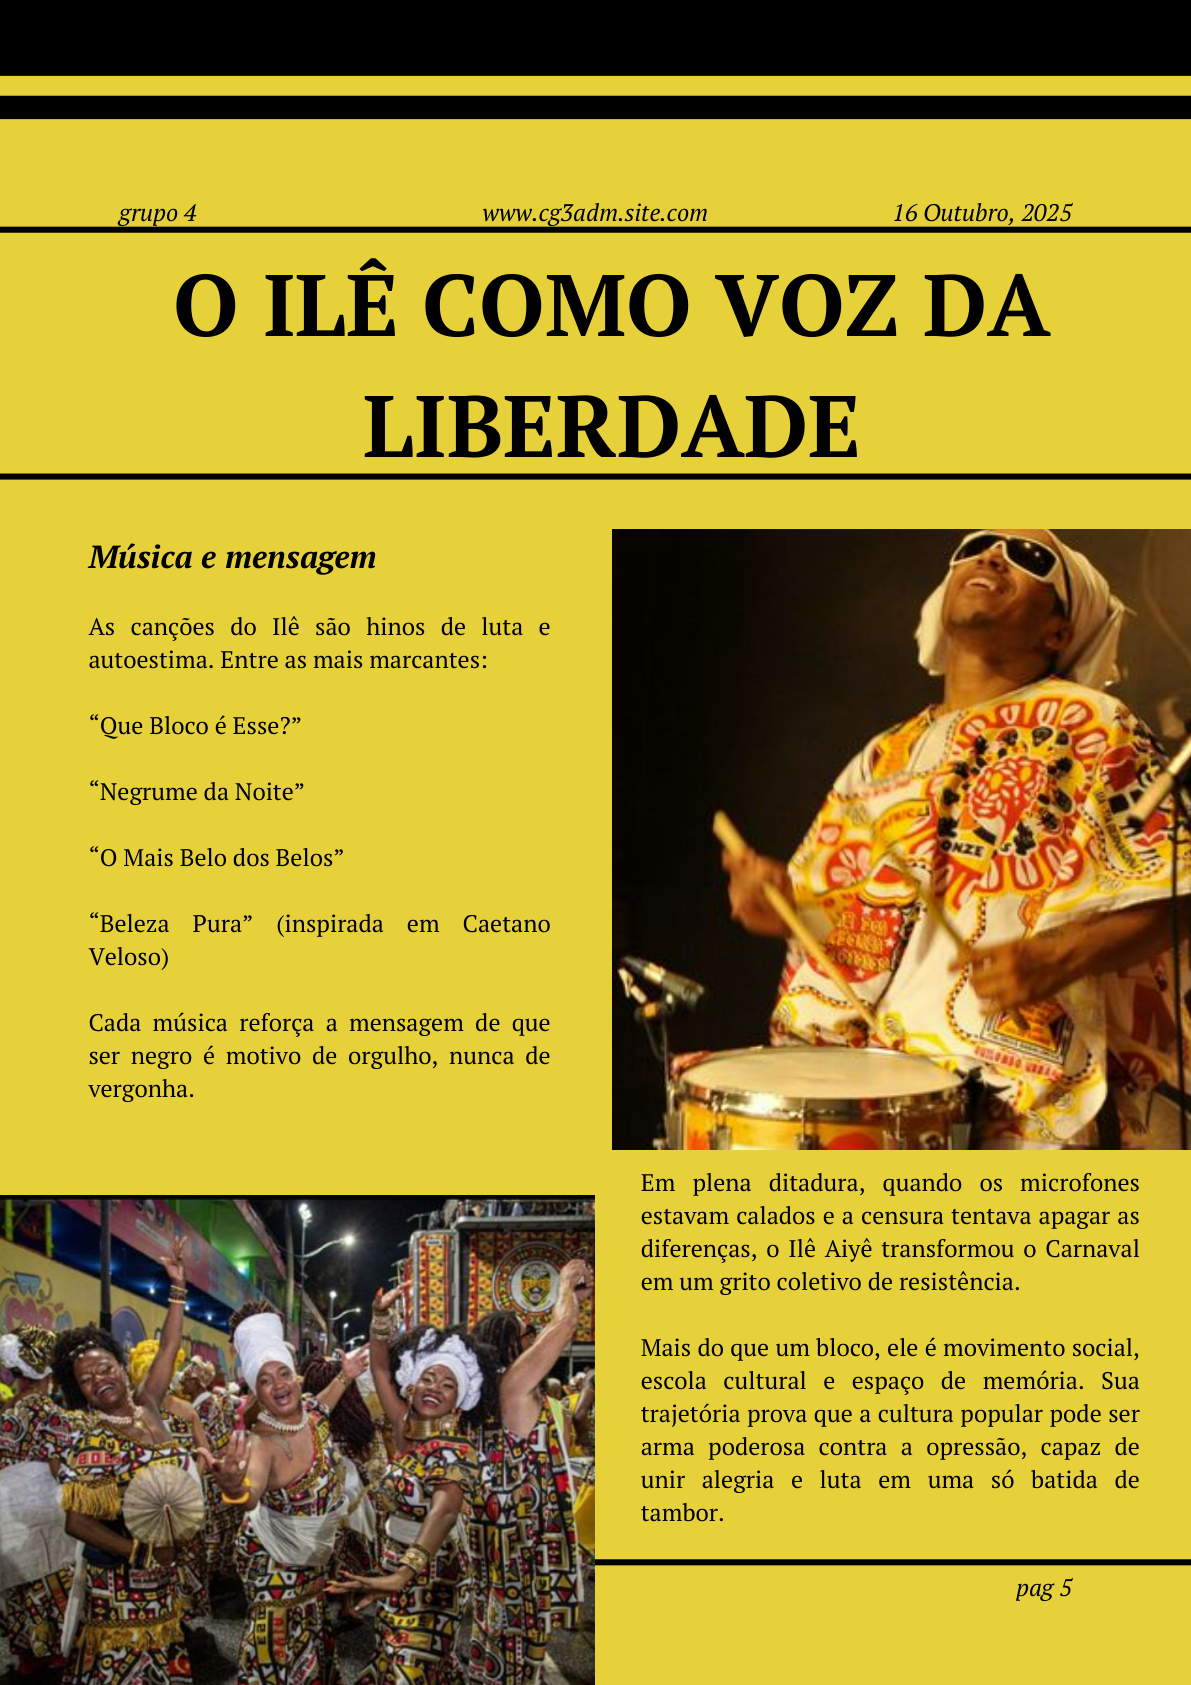 grupo 4
www.cg3adm.site.com
16 Outubro, 2025
O ILÊ COMO VOZ DA
LIBERDADE
Música e mensagem
As canções do Ilê são hinos de luta e
autoestima. Entre as mais marcantes:
“Que Bloco é Esse?”
“Negrume da Noite”
“O Mais Belo dos Belos”
“Beleza Pura” (inspirada em Caetano
Veloso)
Cada música reforça a mensagem de que
ser negro é motivo de orgulho, nunca de
vergonha.
ONZE
Em plena ditadura, quando os microfones
estavam calados e a censura tentava apagar as
diferenças, o Ilê Aiyê transformou o Carnaval
em um grito coletivo de resistência.
Mais do que um bloco, ele é movimento social,
escola cultural e espaço de memória. Sua
trajetória prova que a cultura popular pode ser
arma poderosa contra a opressão, capaz de
unir alegria e luta em uma só batida de
tambor.
pag 5